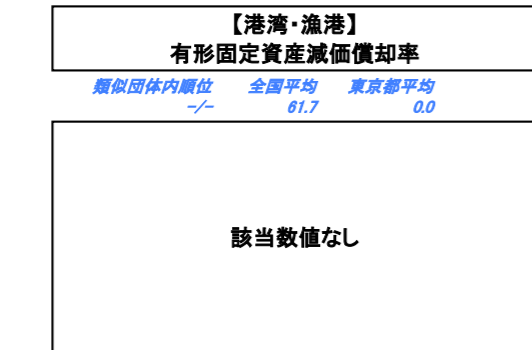 【港湾・漁港】
有形固定資産減価償却率
類似団体内順位 全国平均 東京都平均
-/- 61.7 0.0
該当数値なし